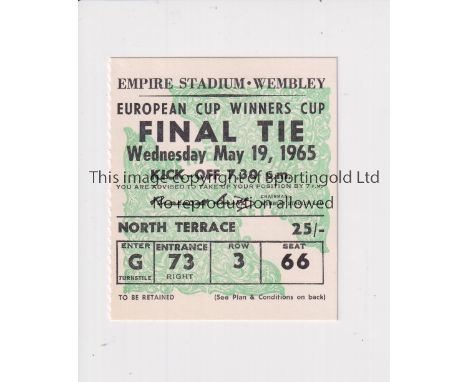 EMPIRE STADIUM • WEMBLEY
EUROPEAN CUP WINNERS CUP
FINAL TIE
Wednesday May 19, 1965
KICK-OFF 7.30 p.m.
This image copyright of Sportingold Ltd
YOU ARE ADVISED TO TAKE UP YOUR POSITION BY
CHAIRMAN
No reproduction allowed
NORTH TERRACE 25/-
ENTER G TURNSTILE ENTRANCE 73 RIGHT ROW 3 SEAT 66
TO BE RETAINED (See Plan & Conditions on back)